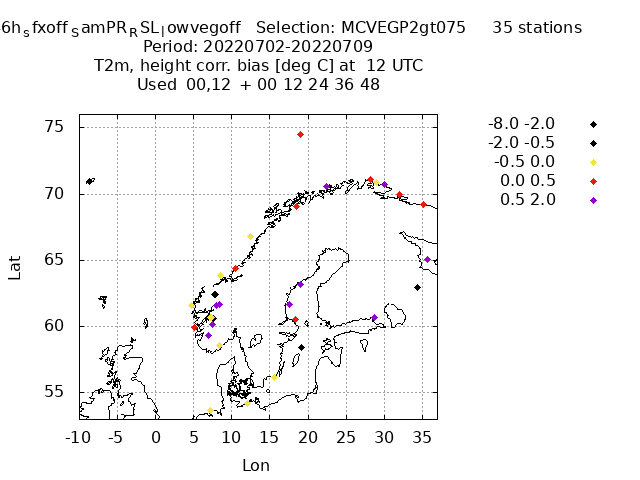 6h_sfxoff_SamPR_RSL_lowvegoff Selection: MCVEGP2gt075 35 stations
Period: 20220702-20220709
T2m, height corr. bias [deg C] at 12 UTC
Used 00,12 + 00 12 24 36 48
-8.0 -2.0
-2.0 -0.5
-0.5 0.0
0.0 0.5
0.5 2.0
75
70
65
60
55
Lat
-10 -5 0 5 10 15 20 25 30 35
Lon